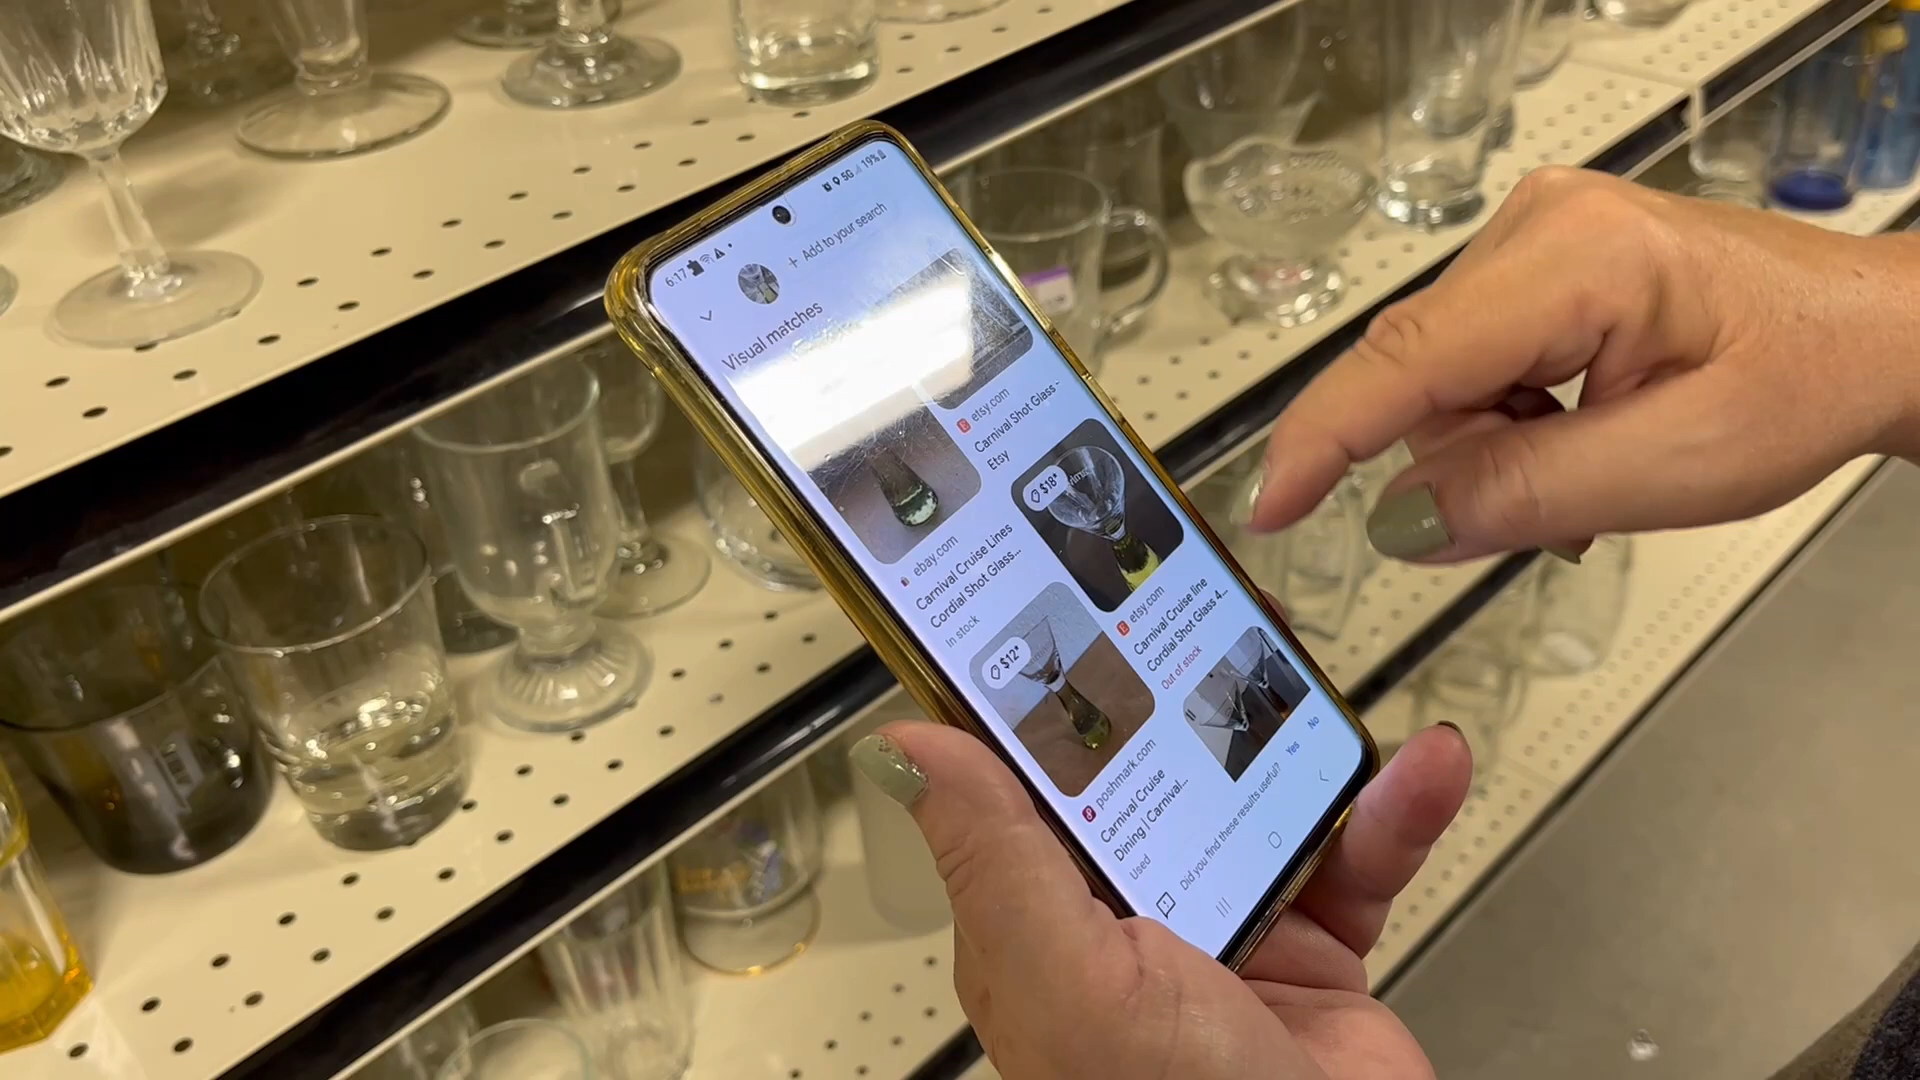 6:17
5G
19%
+ Add to your search
Visual matches
etsy.com
Carnival Shot Glass -
Etsy
ebay.com
Carnival Cruise Lines
Cordial Shot Glass...
In stock
$18*
etsy.com
Carnival Cruise line
Cordial Shot Glass 4...
Out of stock
$12*
poshmark.com
Carnival Cruise
Dining | Carnival...
Used
Did you find these results useful?
Yes
No